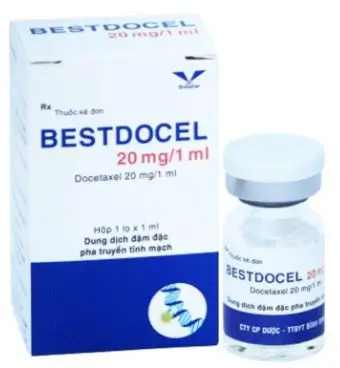 BESTDOCEL
20 mg/1 ml
Rx Thuốc kê đơn
BESTDOCEL
20 mg/1 ml
Docetaxel 20 mg/1 ml
Hộp 1 lọ x 1 ml
Dung dịch đậm đặc
pha truyền tĩnh mạch
Rx Thuốc kê đơn
BESTDOCEL 20 mg
Docetaxel 20 mg/1 ml
Dung dịch đậm đặc
pha truyền tĩnh
CTY CP DƯỢC - TTBYT BÌNH